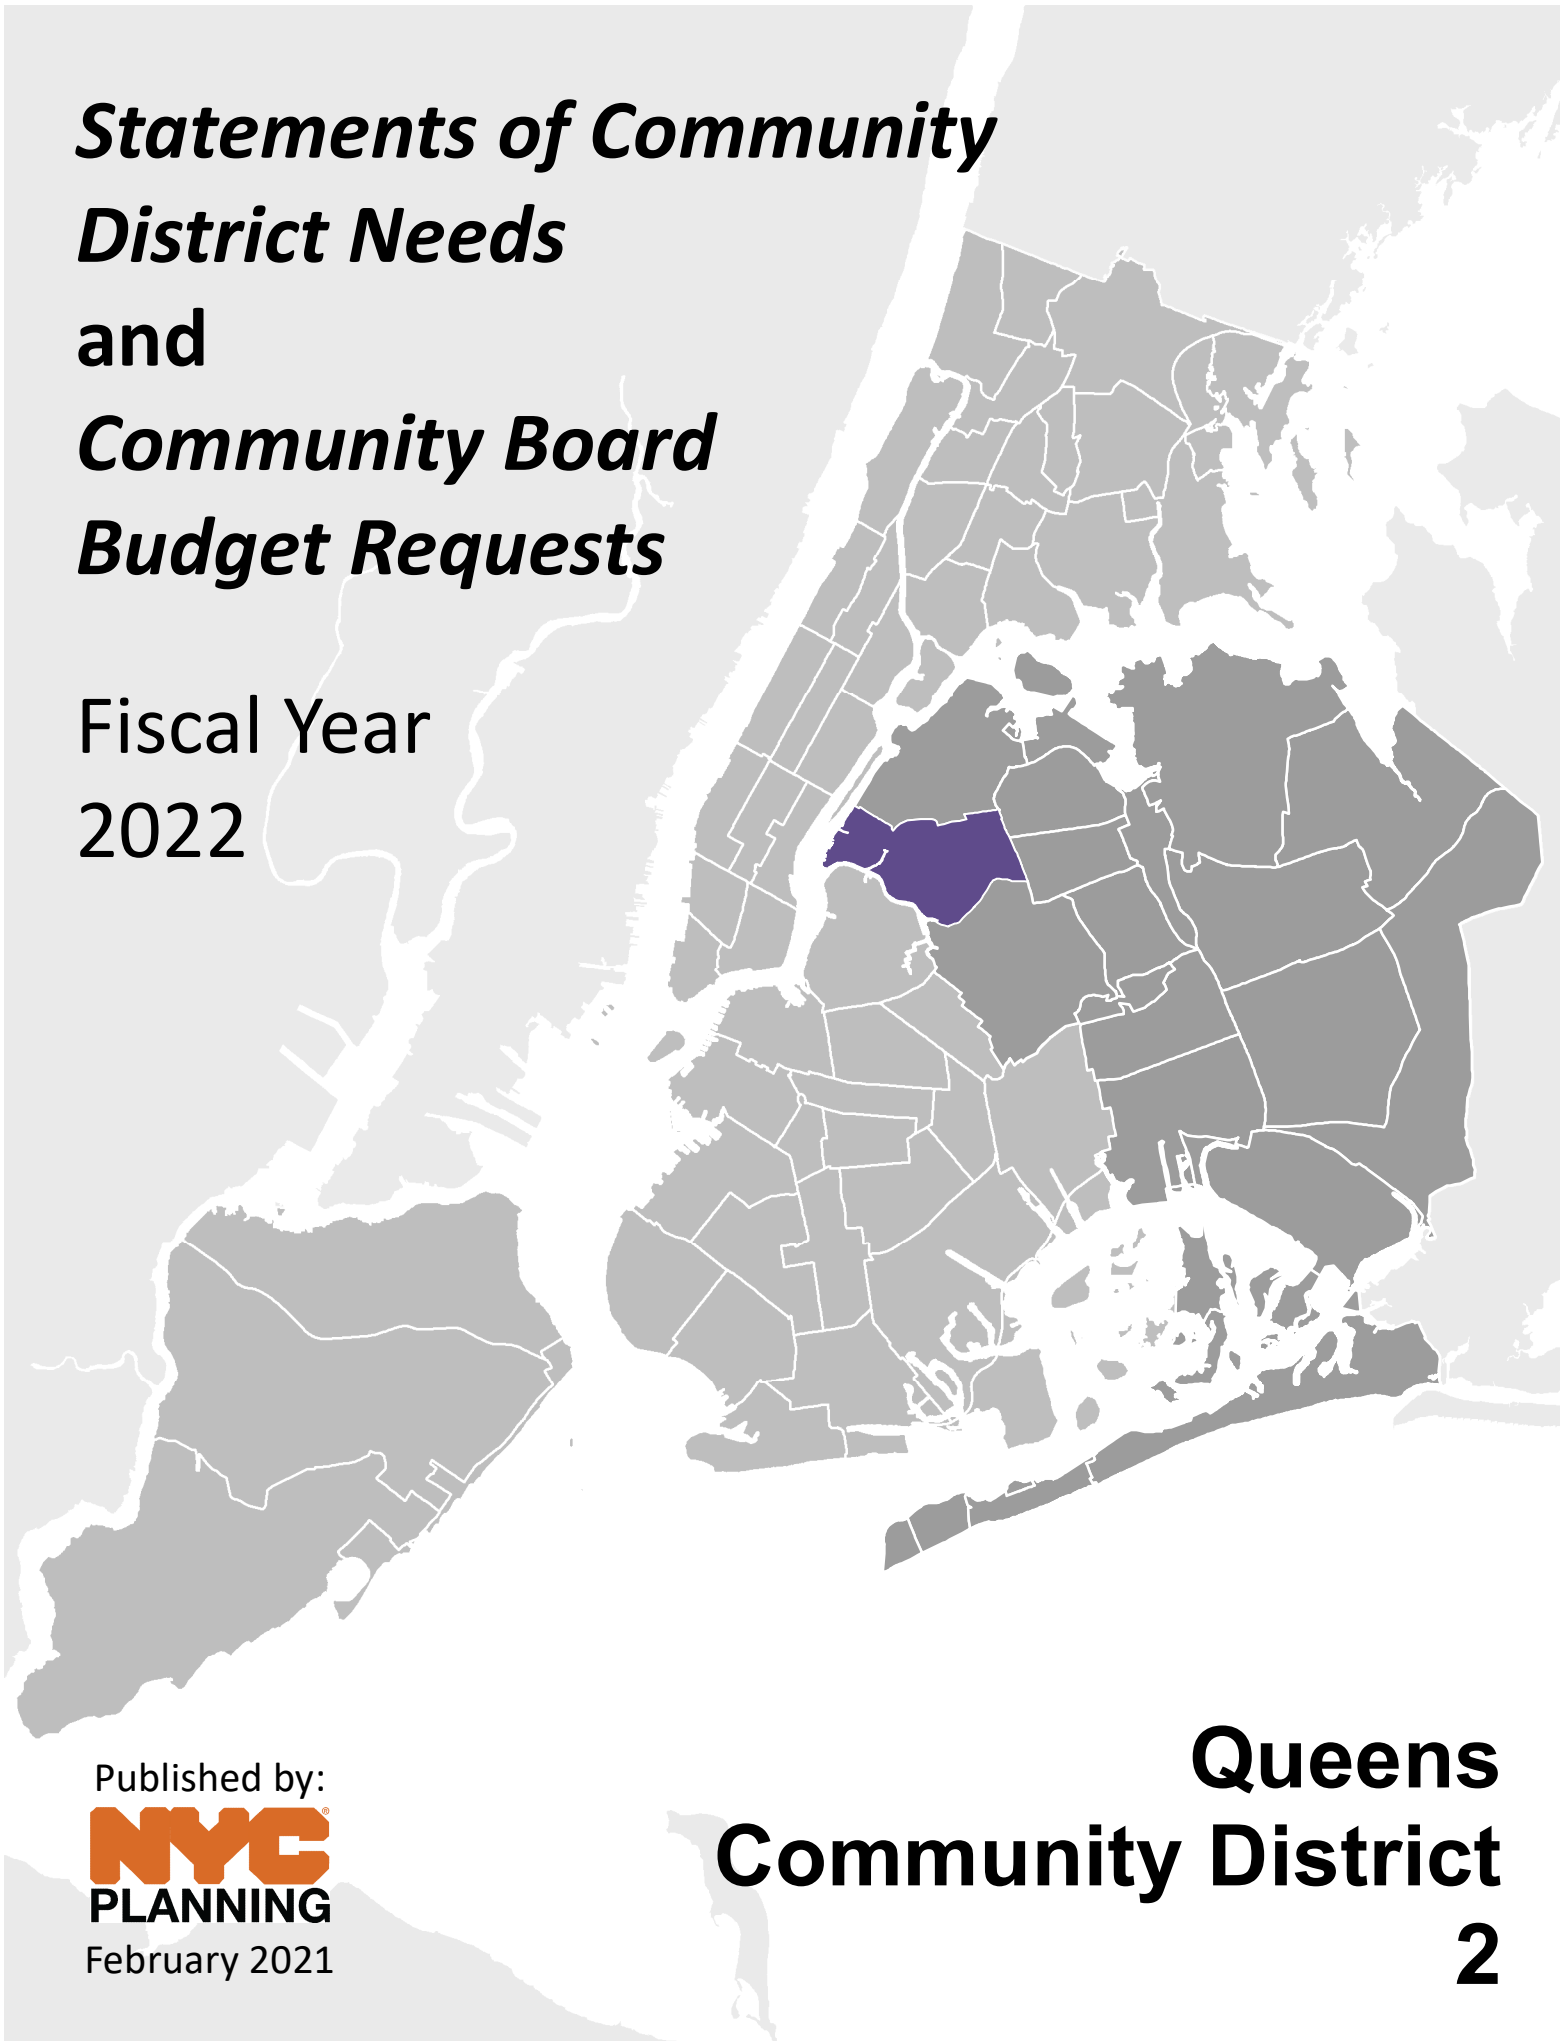 Statements of Community
District Needs
and
Community Board
Budget Requests
Fiscal Year
2022
Published by:
NYC®
PLANNING
February 2021
Queens
Community District
2